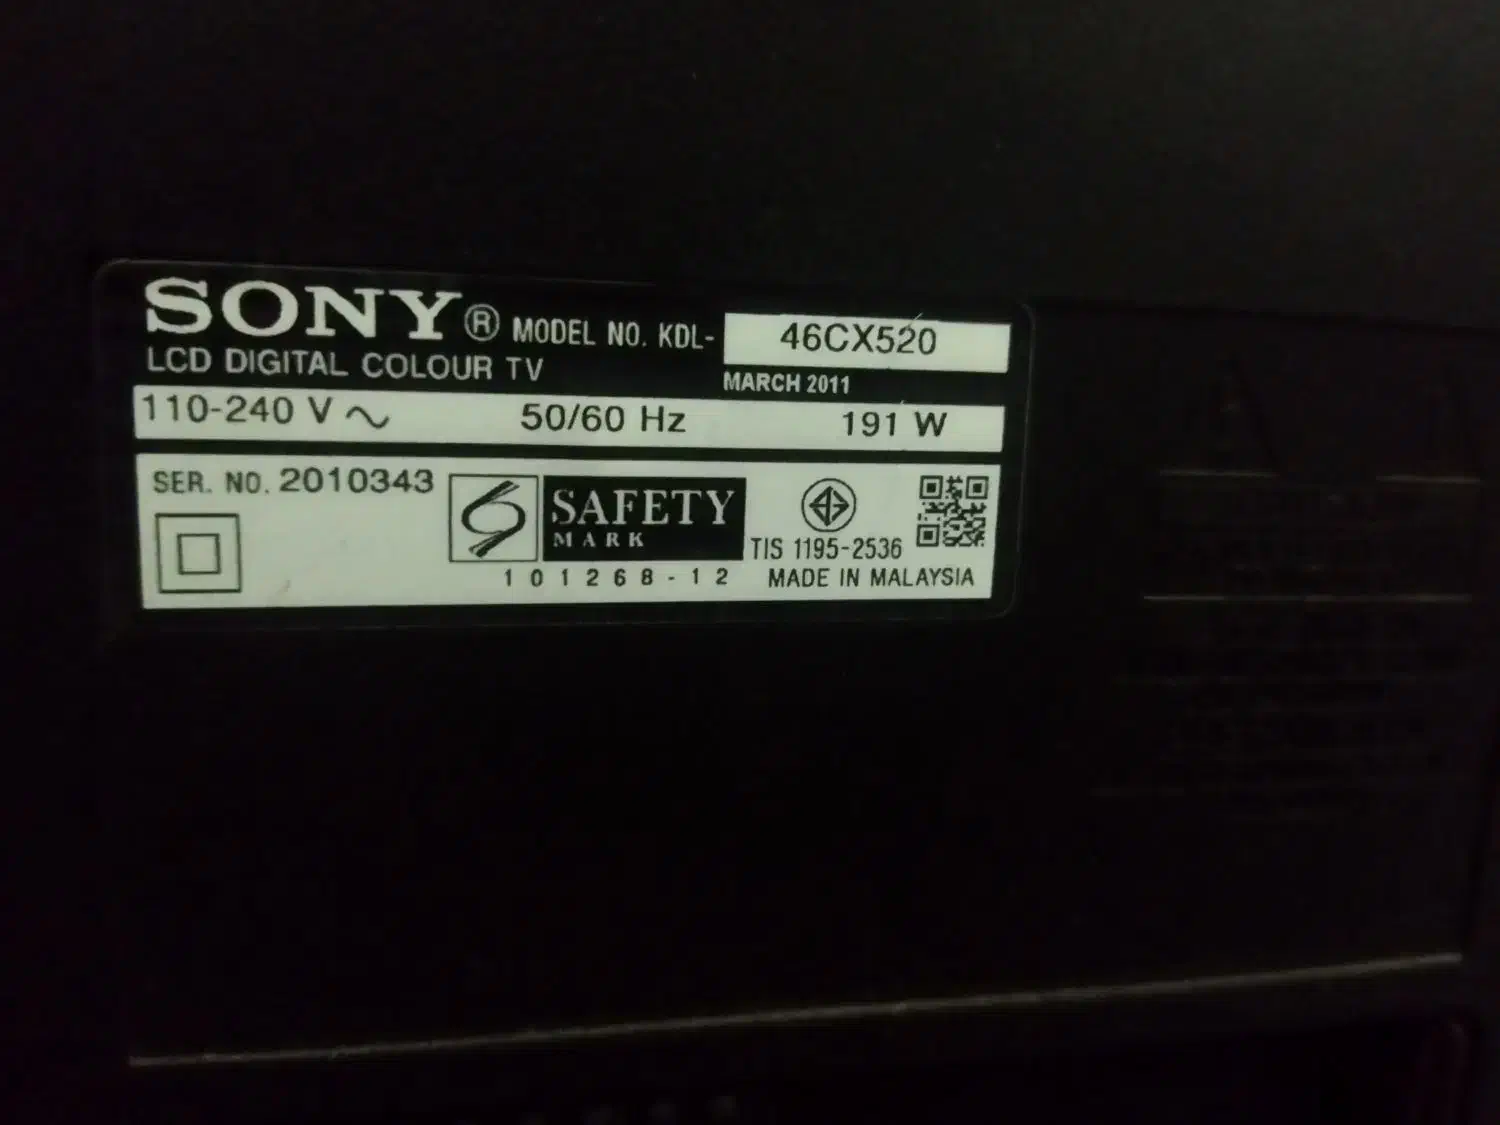 SONY® MODEL NO. KDL- 46CX520
LCD DIGITAL COLOUR TV
MARCH 2011
110-240 V ~ 50/60 Hz 191 W
SER. NO. 2010343
SAFETY
MARK
TIS 1195-2536
101268-12 MADE IN MALAYSIA